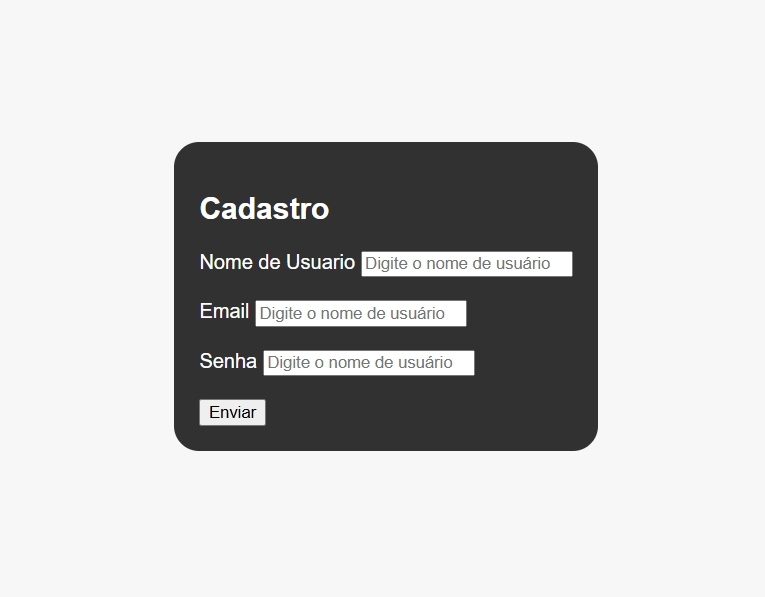 Cadastro
Nome de Usuario Digite o nome de usuário
Email Digite o nome de usuário
Senha Digite o nome de usuário
Enviar